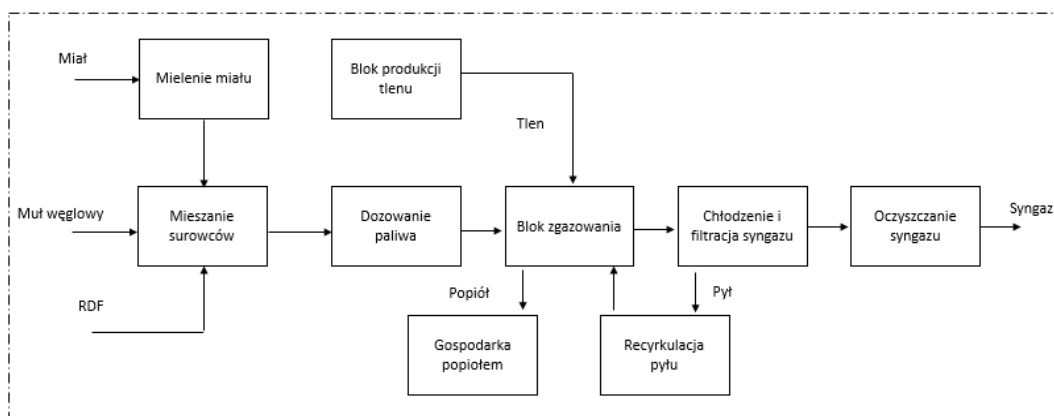 Miał
Mielenie miału
Blok produkcji
tlenu
Tlen
Muł węglowy
Mieszanie
surowców
Dozowanie
paliwa
Blok zgazowania
Chłodzenie i
filtracja syngazu
Oczyszczanie
syngazu
Syngaz
RDF
Popiół
Pył
Gospodarka
popiołem
Recyrkulacja
pyłu